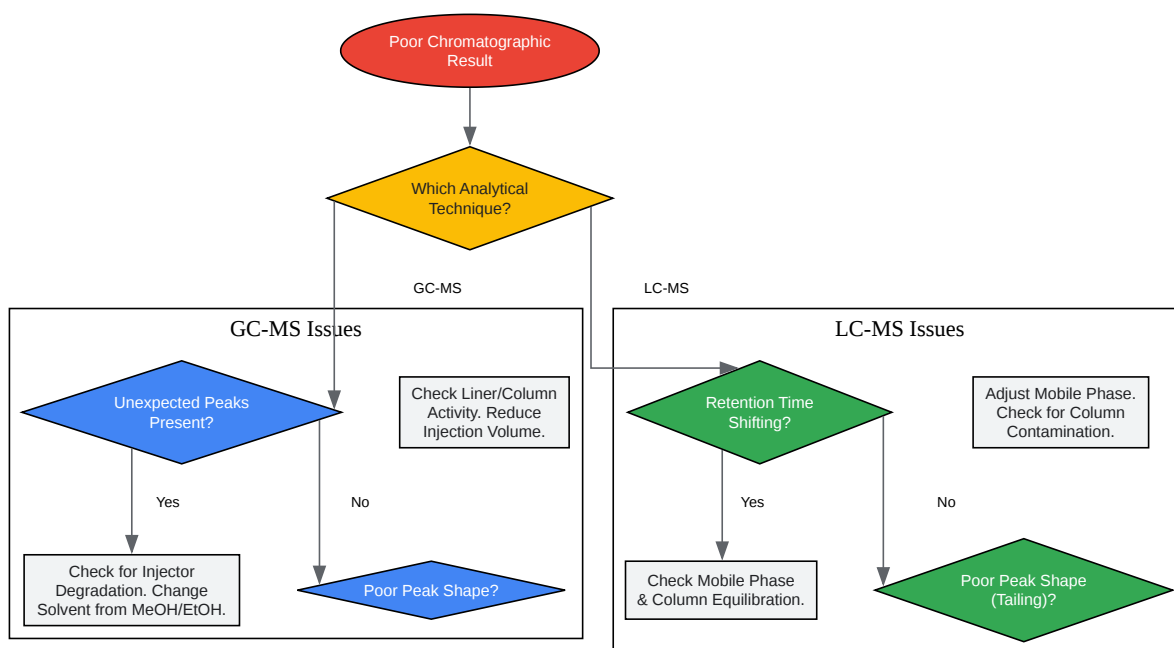 Poor Chromatographic
Result
Which Analytical
Technique?
GC-MS
LC-MS
GC-MS Issues
Unexpected Peaks
Present?
Check Liner/Column
Activity. Reduce
Injection Volume.
Yes
No
Check for Injector
Degradation. Change
Solvent from MeOH/EtOH.
Poor Peak Shape?
LC-MS Issues
Retention Time
Shifting?
Adjust Mobile Phase.
Check for Column
Contamination.
Yes
No
Check Mobile Phase
& Column Equilibration.
Poor Peak Shape
(Tailing)?